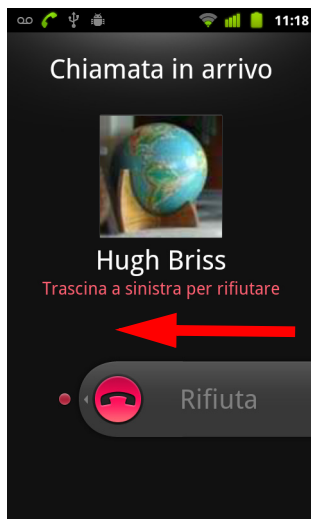 11:18
Chiamata in arrivo
Hugh Briss
Trascina a sinistra per rifiutare
Rifiuta